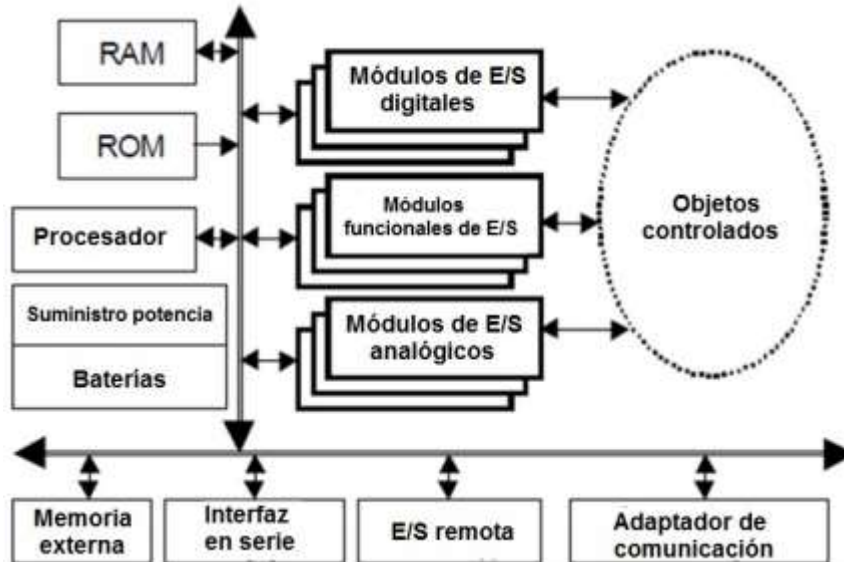 RAM
ROM
Procesador
Suministro potencia
Baterias
Módulos de E/S
digitales
Módulos
funcionales de E/S
Módulos de E/S
analógicos
Objetos
controlados
Memoria
externa
Interfaz
en serie
E/S remota
Adaptador de
comunicación